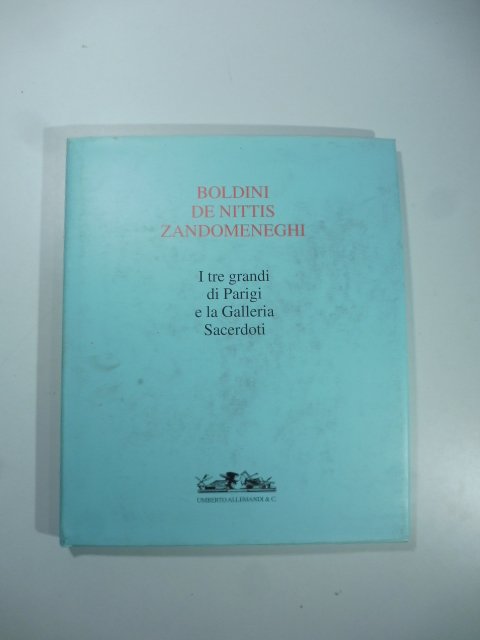 BOLDINI
DE NITTIS
ZANDOMENEGHI
I tre grandi
di Parigi
e la Galleria
Sacerdoti
UMBERTO ALLEMANDI & C.